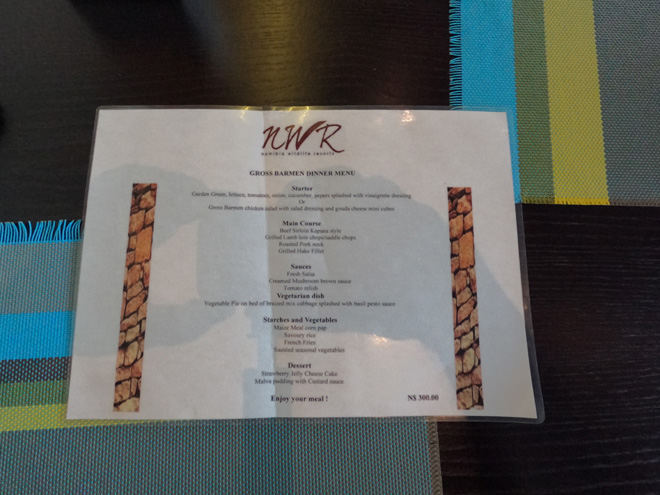 NWR
namibia wildlife resorts
GROSS BARMEN DINNER MENU
Starter
Garden Green, lettuce, tomatoes, onion, cucumber, pepers splashed with vinaigrette dressing
Or
Gross Barmen chicken salad with salad dressing and gouda cheese mini cubes
Main Course
Beef Sirloin Kapana style
Grilled Lamb loin chops/saddle chops
Roasted Pork neck
Grilled Hake Fillet
Sauces
Fresh Salsa
Creamed Mushroom brown sauce
Tomato relish
Vegetarian dish
Vegetable Pie on bed of braized mix cabbage splashed with basil pesto sauce
Starches and Vegetables
Maize Meal corn pap
Savoury rice
French Fries
Sauteed seasonal vegetables
Dessert
Strawberry Jelly Cheese Cake
Malva pudding with Custard sauce
Enjoy your meal ! N$ 300.00